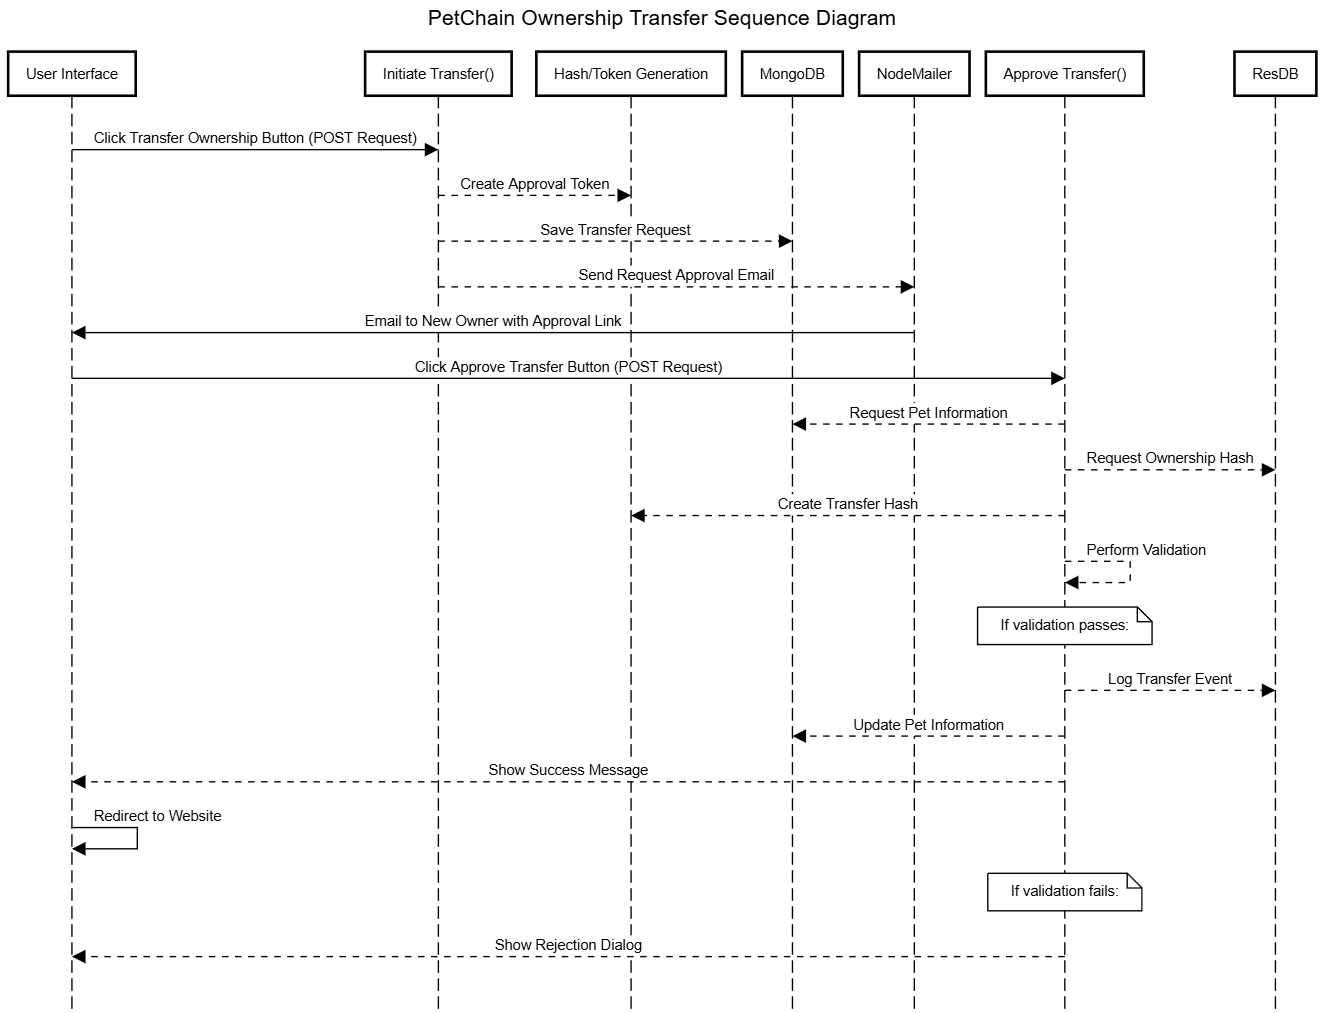 PetChain Ownership Transfer Sequence Diagram
User Interface
Initiate Transfer()
Hash/Token Generation
MongoDB
NodeMailer
Approve Transfer()
ResDB
Click Transfer Ownership Button (POST Request)
Create Approval Token
Save Transfer Request
Send Request Approval Email
Email to New Owner with Approval Link
Click Approve Transfer Button (POST Request)
Request Pet Information
Request Ownership Hash
Create Transfer Hash
Perform Validation
If validation passes:
Log Transfer Event
Update Pet Information
Show Success Message
Redirect to Website
If validation fails:
Show Rejection Dialog